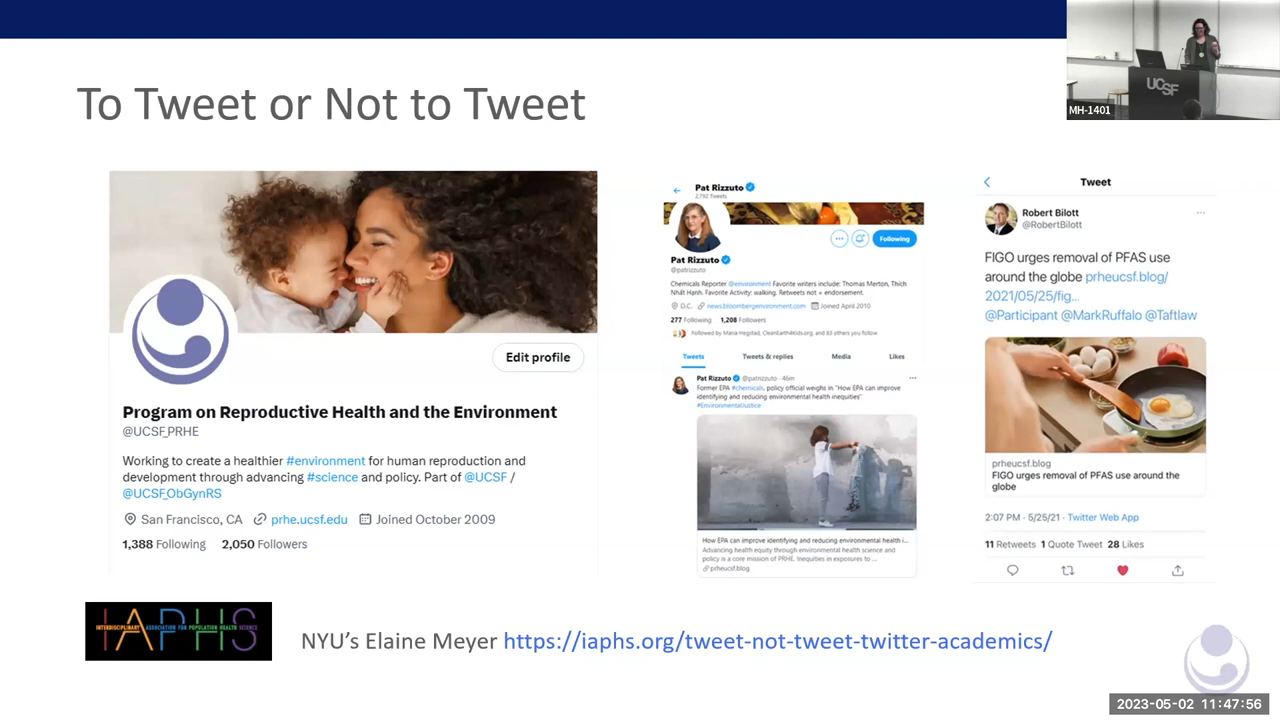 To Tweet or Not to Tweet
UCSF
MH-1401
Edit profile
Program on Reproductive Health and the Environment
@UCSF_PRHE
Working to create a healthier #environment for human reproduction and
development through advancing #science and policy. Part of @UCSF /
@UCSF_ObGynRS
San Francisco, CA prhe.ucsf.edu Joined October 2009
1,388 Following 2,050 Followers
Pat Rizzuto
2,792 Tweets
Following
Pat Rizzuto
@patrizzuto
Chemicals Reporter @environment Favorite writers include: Thomas Merton, Thich
Nhất Hạnh. Favorite Activity: walking. Retweets not = endorsement.
D.C. news.bloombergenvironment.com Joined April 2010
277 Following 1,208 Followers
Followed by Maria Hegstad, CleanEarth4kids.org, and 83 others you follow
Tweets Tweets & replies Media Likes
Pat Rizzuto @patrizzuto · 46m
Former EPA #chemicals, policy official weighs in "How EPA can improve
identifying and reducing environmental health inequities"
#EnvironmentalJustice
How EPA can improve identifying and reducing environmental health i...
Advancing health equity through environmental health science and
policy is a core mission of PRHE. Inequities in exposures to ...
prheucsf.blog
Tweet
Robert Bilott
@RobertBilott
FIGO urges removal of PFAS use
around the globe prheucsf.blog/
2021/05/25/fig...
@Participant @MarkRuffalo @Taftlaw
prheucsf.blog
FIGO urges removal of PFAS use around the
globe
2:07 PM · 5/25/21 · Twitter Web App
11 Retweets 1 Quote Tweet 28 Likes
IAPHS
INTERDISCIPLINARY ASSOCIATION FOR POPULATION HEALTH SCIENCE
NYU's Elaine Meyer https://iaphs.org/tweet-not-tweet-twitter-academics/
2023-05-02 11:47:56